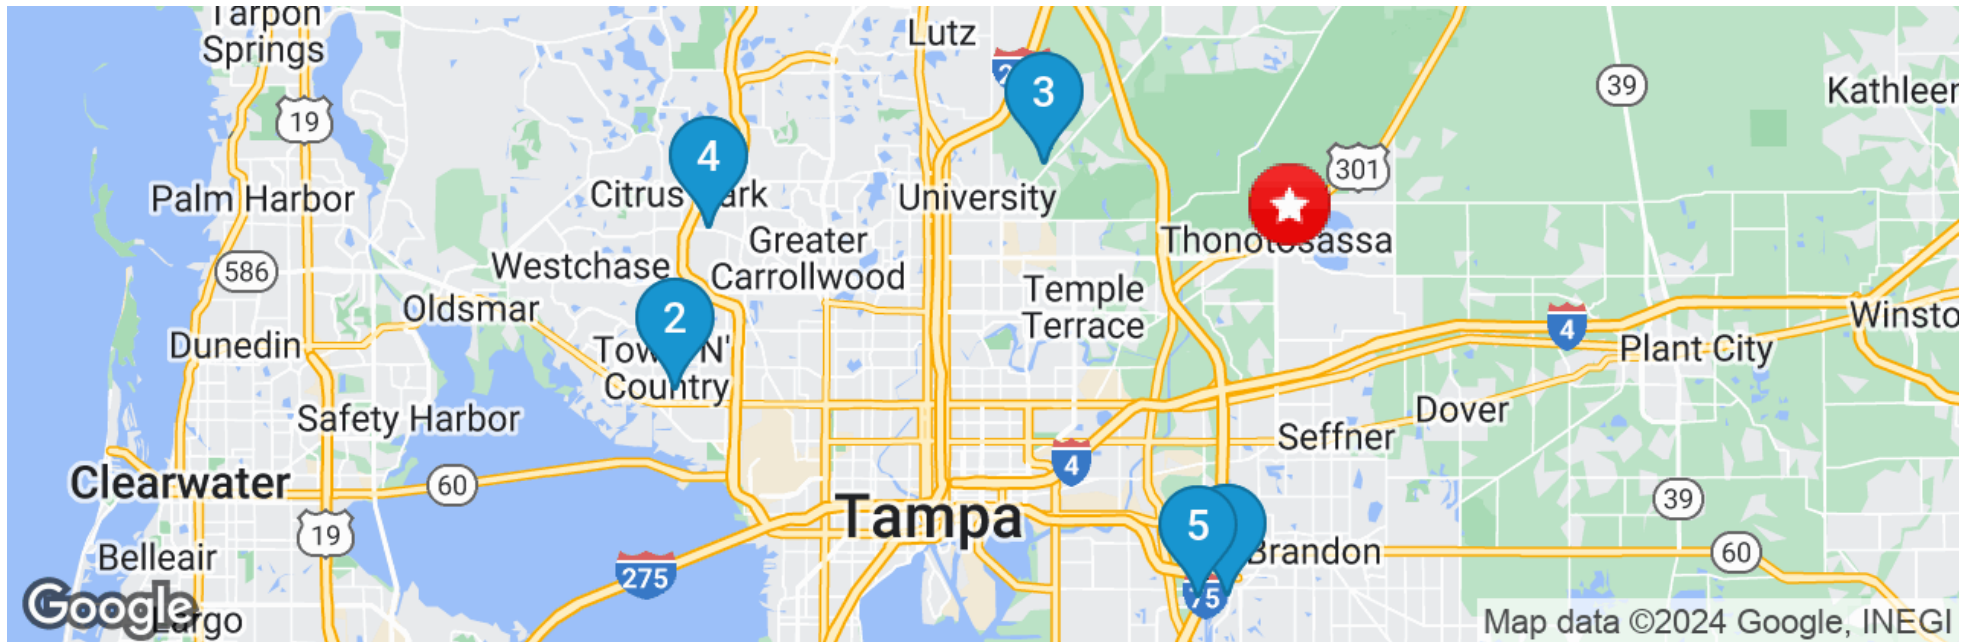 Tarpon
Springs
Lutz
39
Kathleen
19
3
4
Citrus Park
301
Palm Harbor
University
Thonotosassa
Greater
Carrollwood
586
Westchase
Oldsmar
Temple
Terrace
2
4
Winsto
Dunedin
Town 'N'
Country
Plant City
Safety Harbor
Dover
Seffner
Clearwater
60
4
39
19
Tampa
5
Belleair
275
Brandon
60
75
Google
Largo
Map data ©2024 Google, INEGI